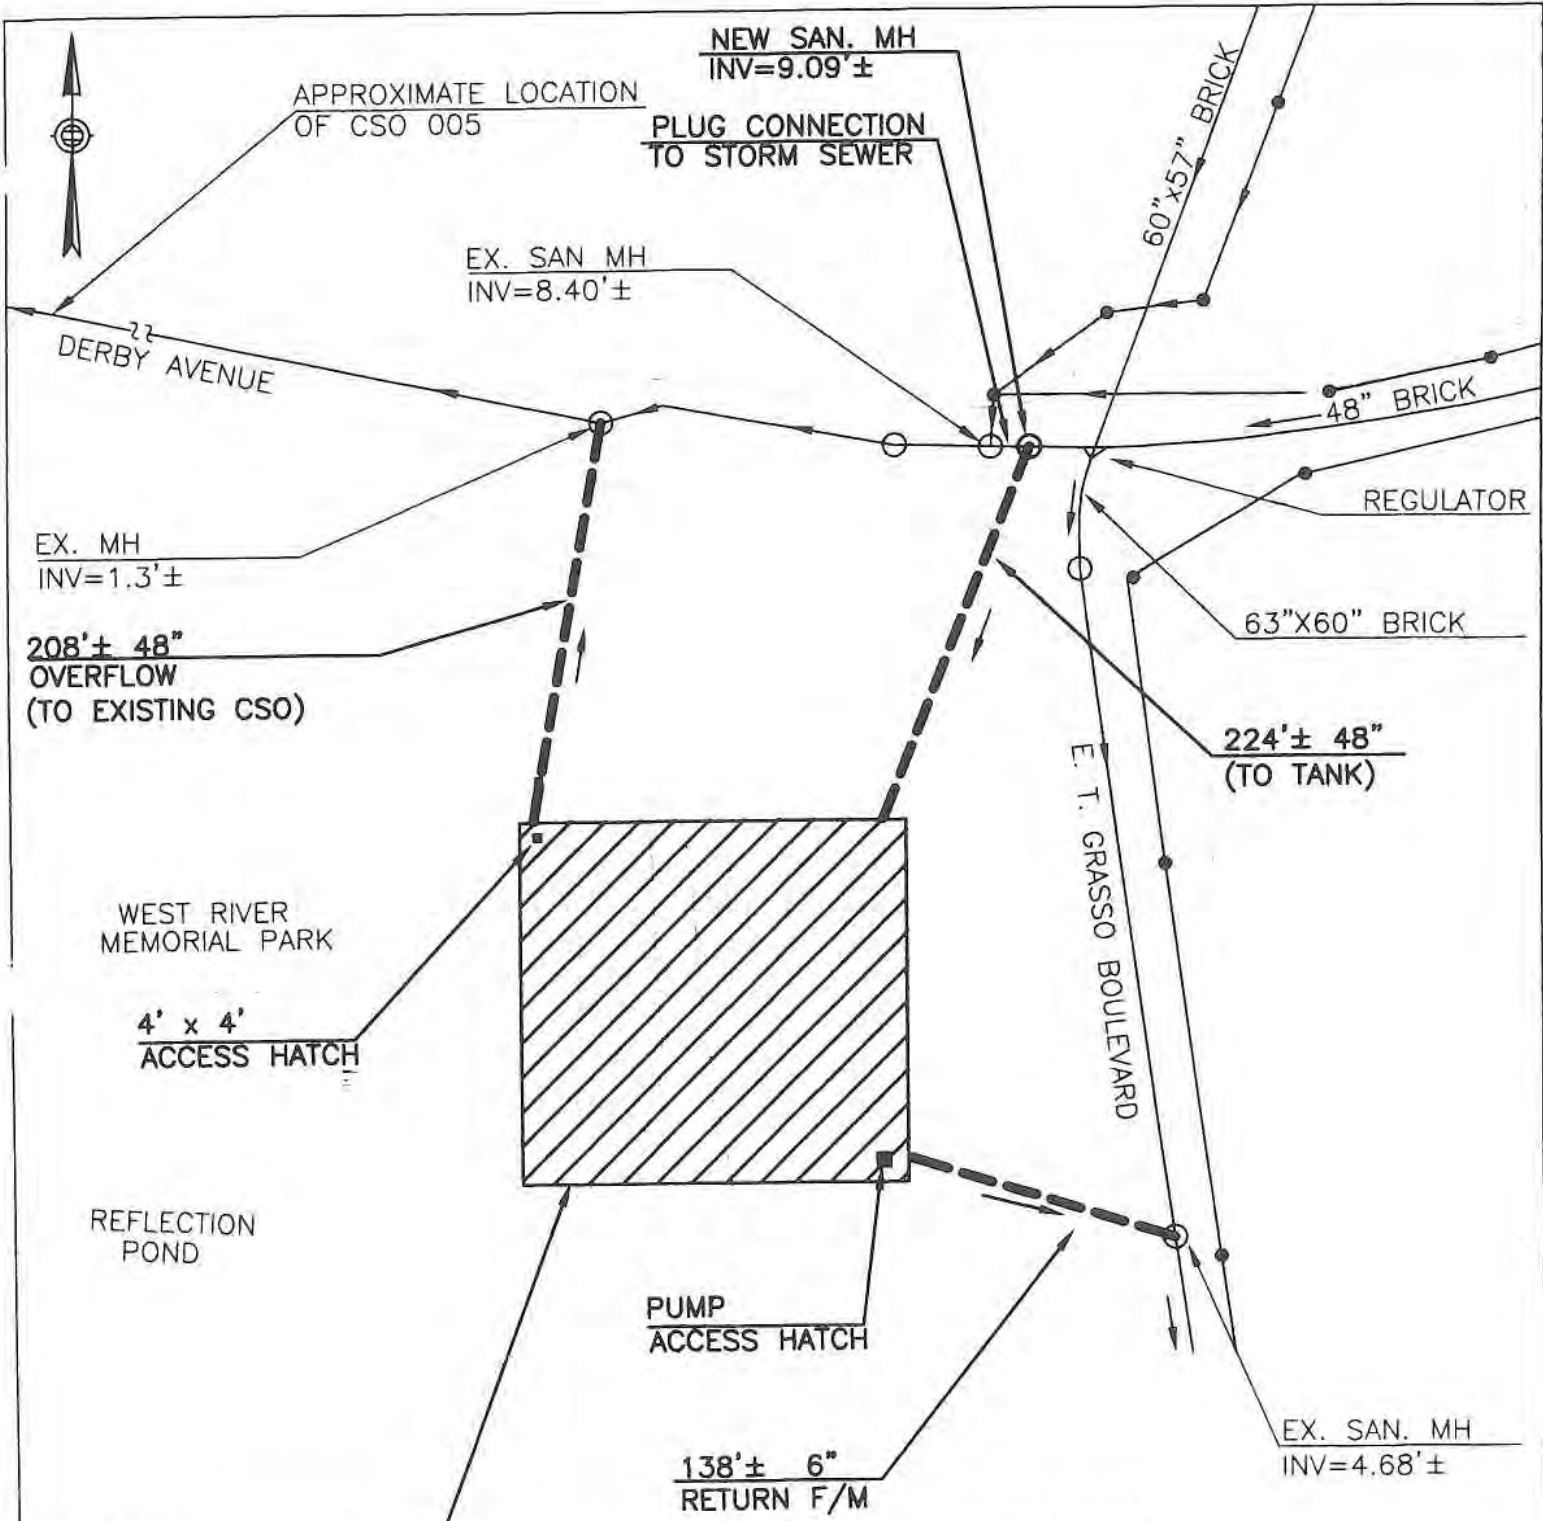 NEW SAN. MH
INV=9.09'±
APPROXIMATE LOCATION
OF CSO 005
PLUG CONNECTION
TO STORM SEWER
60"x57" BRICK
EX. SAN MH
INV=8.40'±
DERBY AVENUE
48" BRICK
REGULATOR
EX. MH
INV=1.3'±
63"X60" BRICK
208'± 48"
OVERFLOW
(TO EXISTING CSO)
224'± 48"
(TO TANK)
E. T. GRASSO BOULEVARD
WEST RIVER
MEMORIAL PARK
4' x 4'
ACCESS HATCH
REFLECTION
POND
PUMP
ACCESS HATCH
EX. SAN. MH
INV=4.68'±
138'± 6"
RETURN F/M